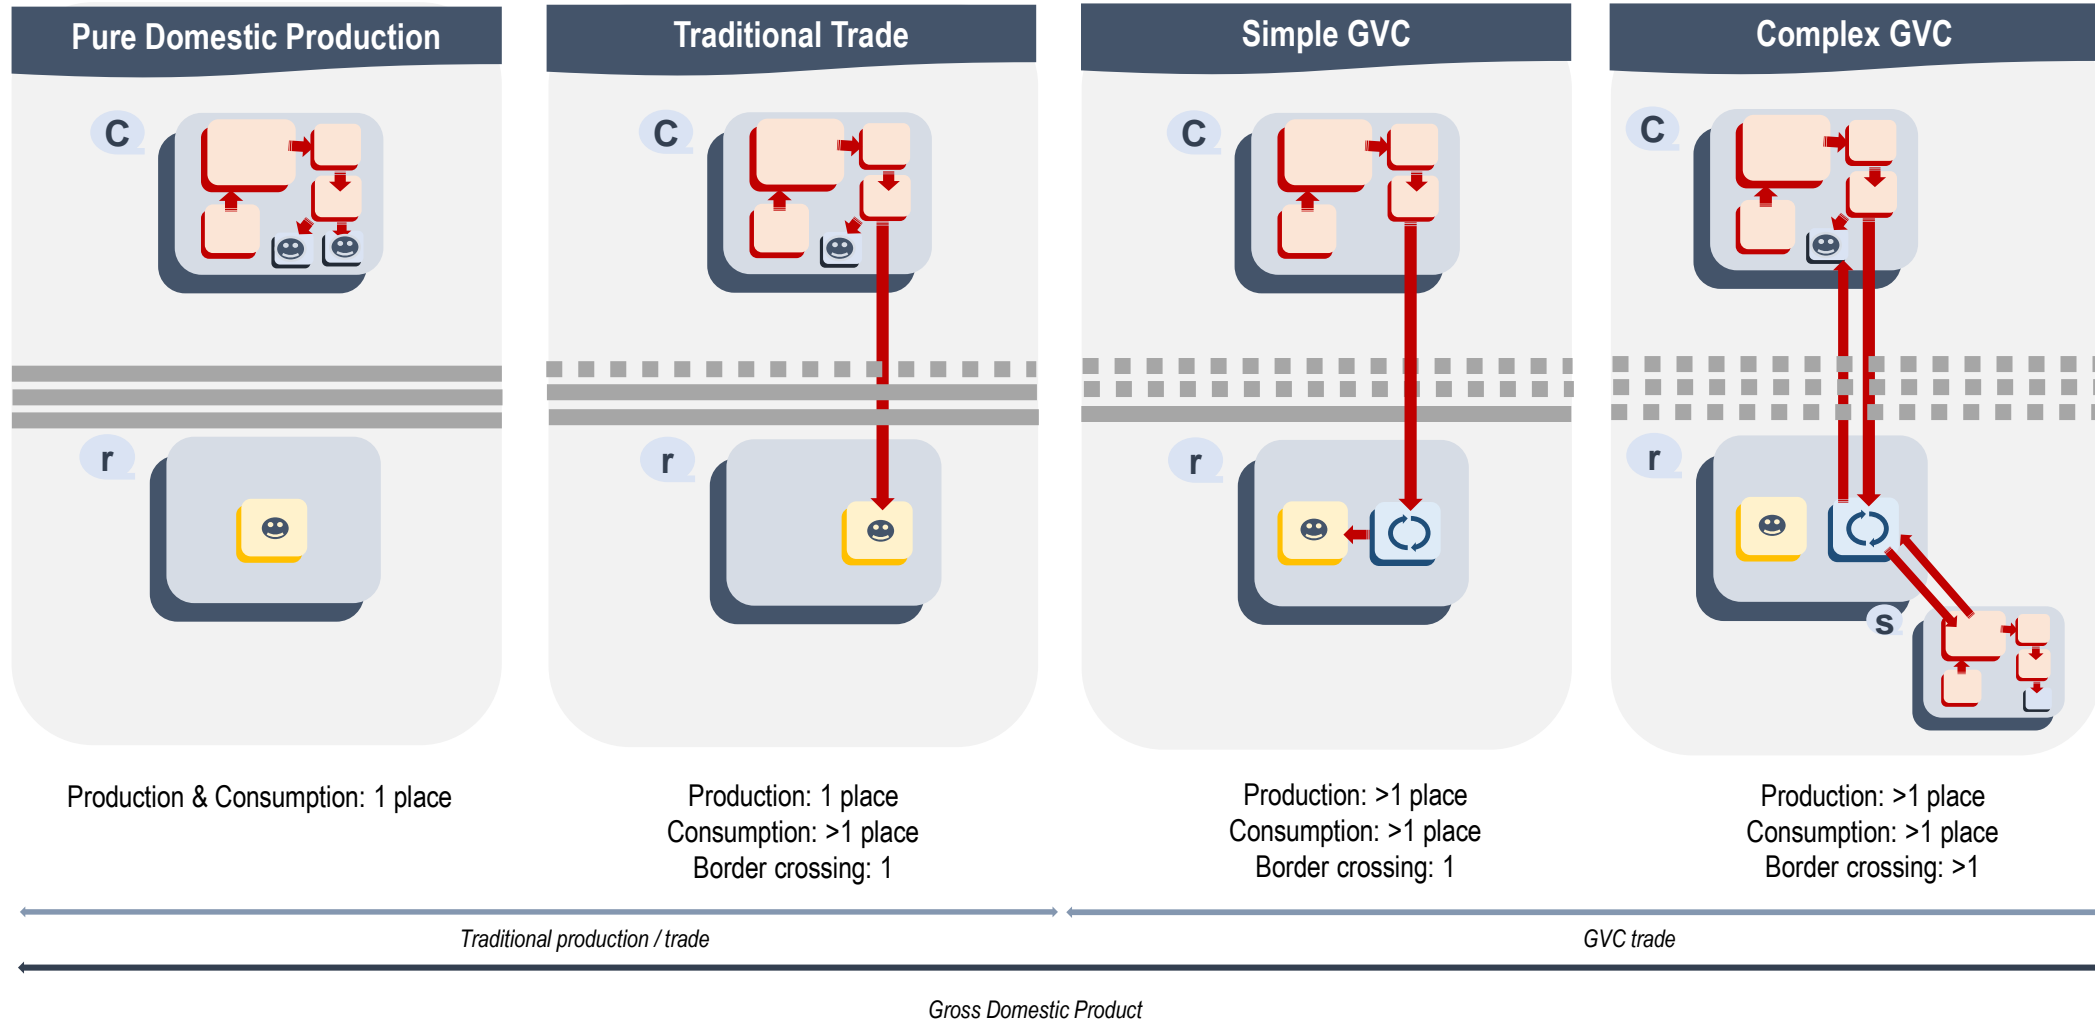 Pure Domestic Production
Traditional Trade
Simple GVC
Complex GVC
C
C
C
C
r
r
r
r
s
Production & Consumption: 1 place
Production: 1 place
Consumption: >1 place
Border crossing: 1
Production: >1 place
Consumption: >1 place
Border crossing: 1
Production: >1 place
Consumption: >1 place
Border crossing: >1
Traditional production / trade
GVC trade
Gross Domestic Product